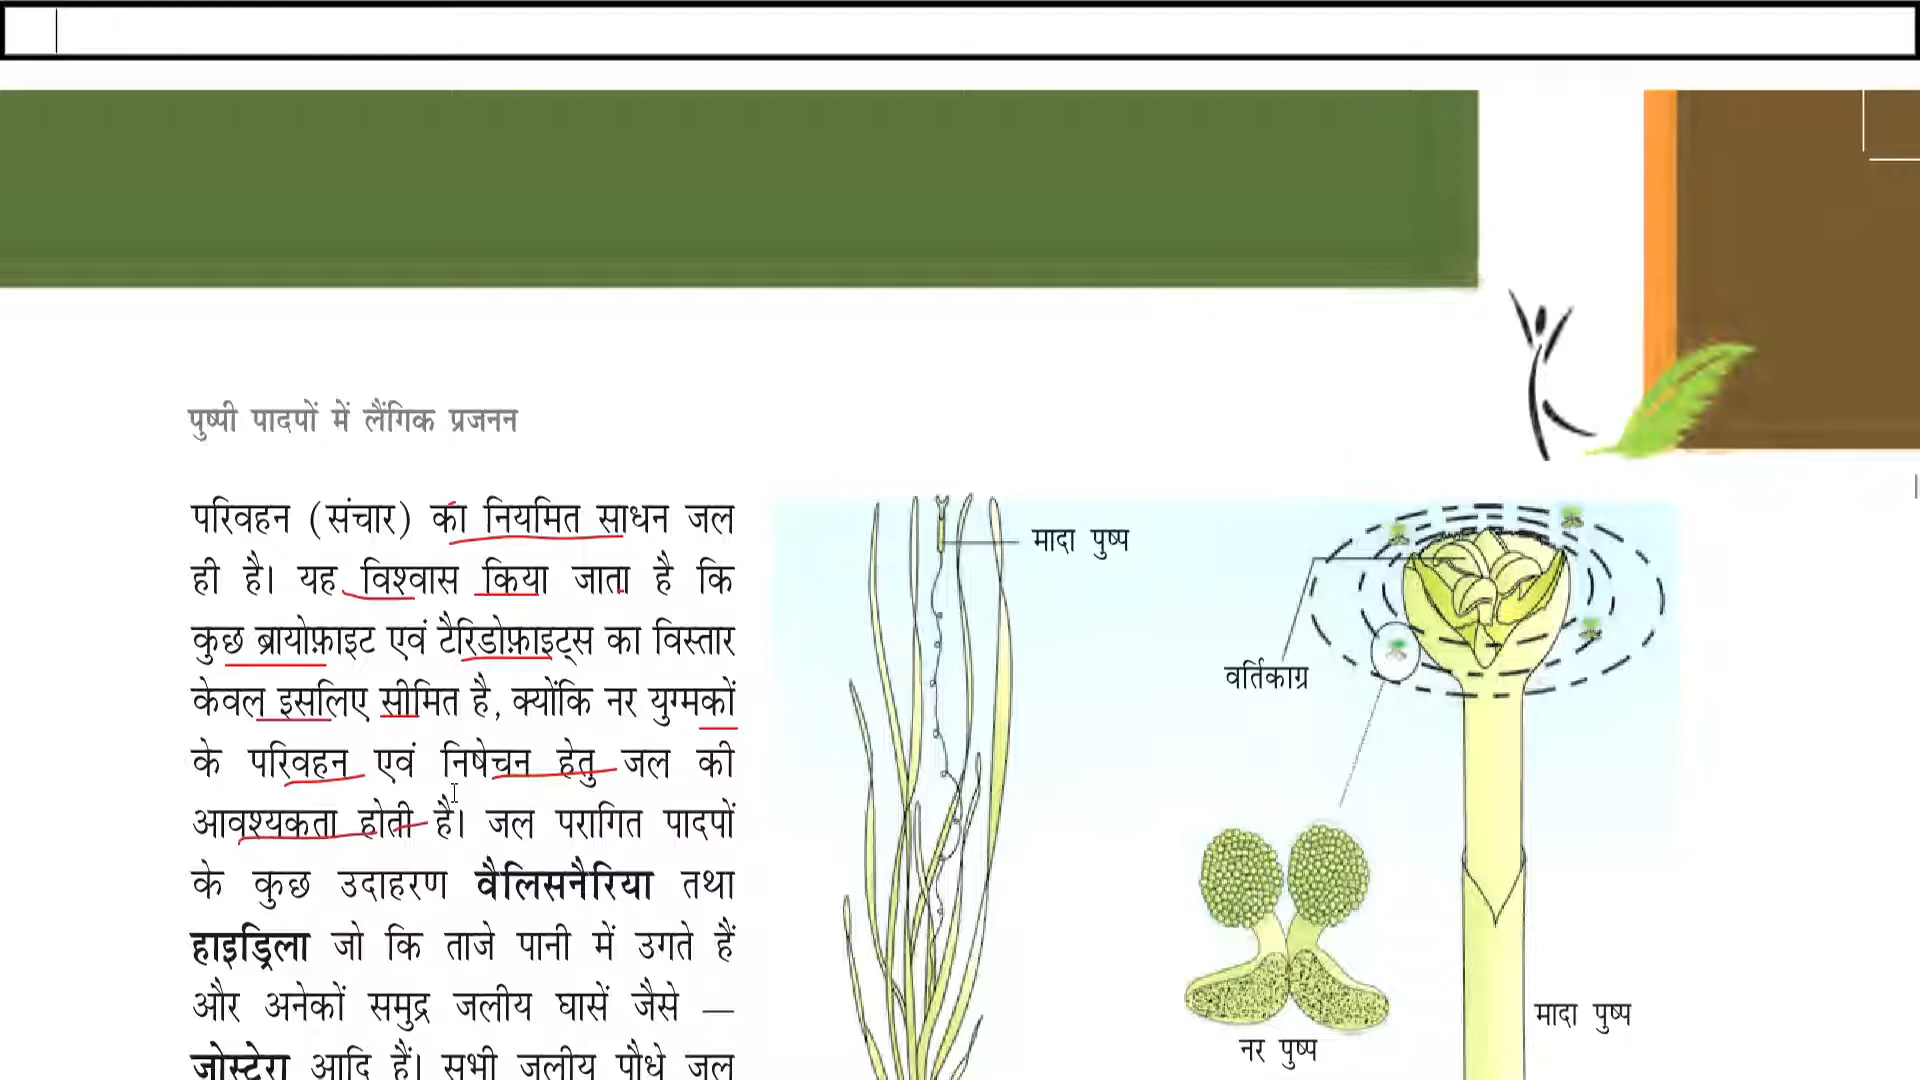 पुष्पी पादपों में लैंगिक प्रजनन
परिवहन (संचार) का नियमित साधन जल
ही है। यह विश्वास किया जाता है कि
कुछ ब्रायोफ़ाइट एवं टैरिडोफ़ाइट्स का विस्तार
केवल इसलिए सीमित है, क्योंकि नर युग्मकों
के परिवहन एवं निषेचन हेतु जल की
आवश्यकता होती है। जल परागित पादपों
के कुछ उदाहरण वैलिसनैरिया तथा
हाइड्रिला जो कि ताजे पानी में उगते हैं
और अनेकों समुद्र जलीय घासें जैसे —
जोस्टेरा आदि हैं। सभी जलीय पौधे जल
मादा पुष्प
वर्तिकाग्र
नर पुष्प
मादा पुष्प